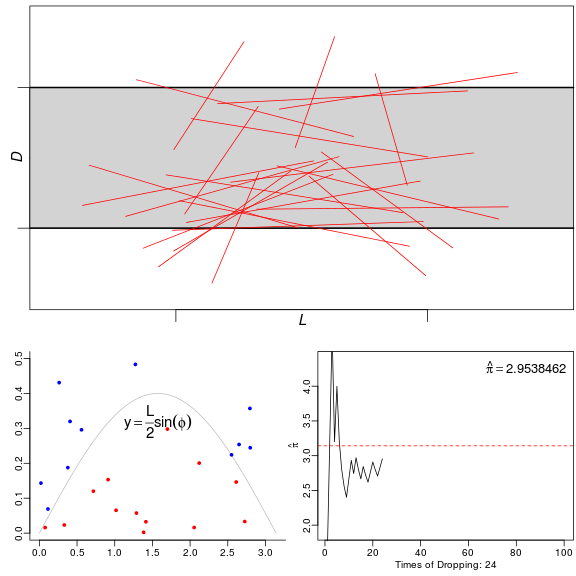 D
L
0.5
0.4
0.3
0.2
0.1
0.0
y = L/2 sin(ϕ)
0.0 0.5 1.0 1.5 2.0 2.5 3.0
π̂ = 2.9538462
4.0
3.5
3.0
2.5
2.0
π̂
0 20 40 60 80 100
Times of Dropping: 24